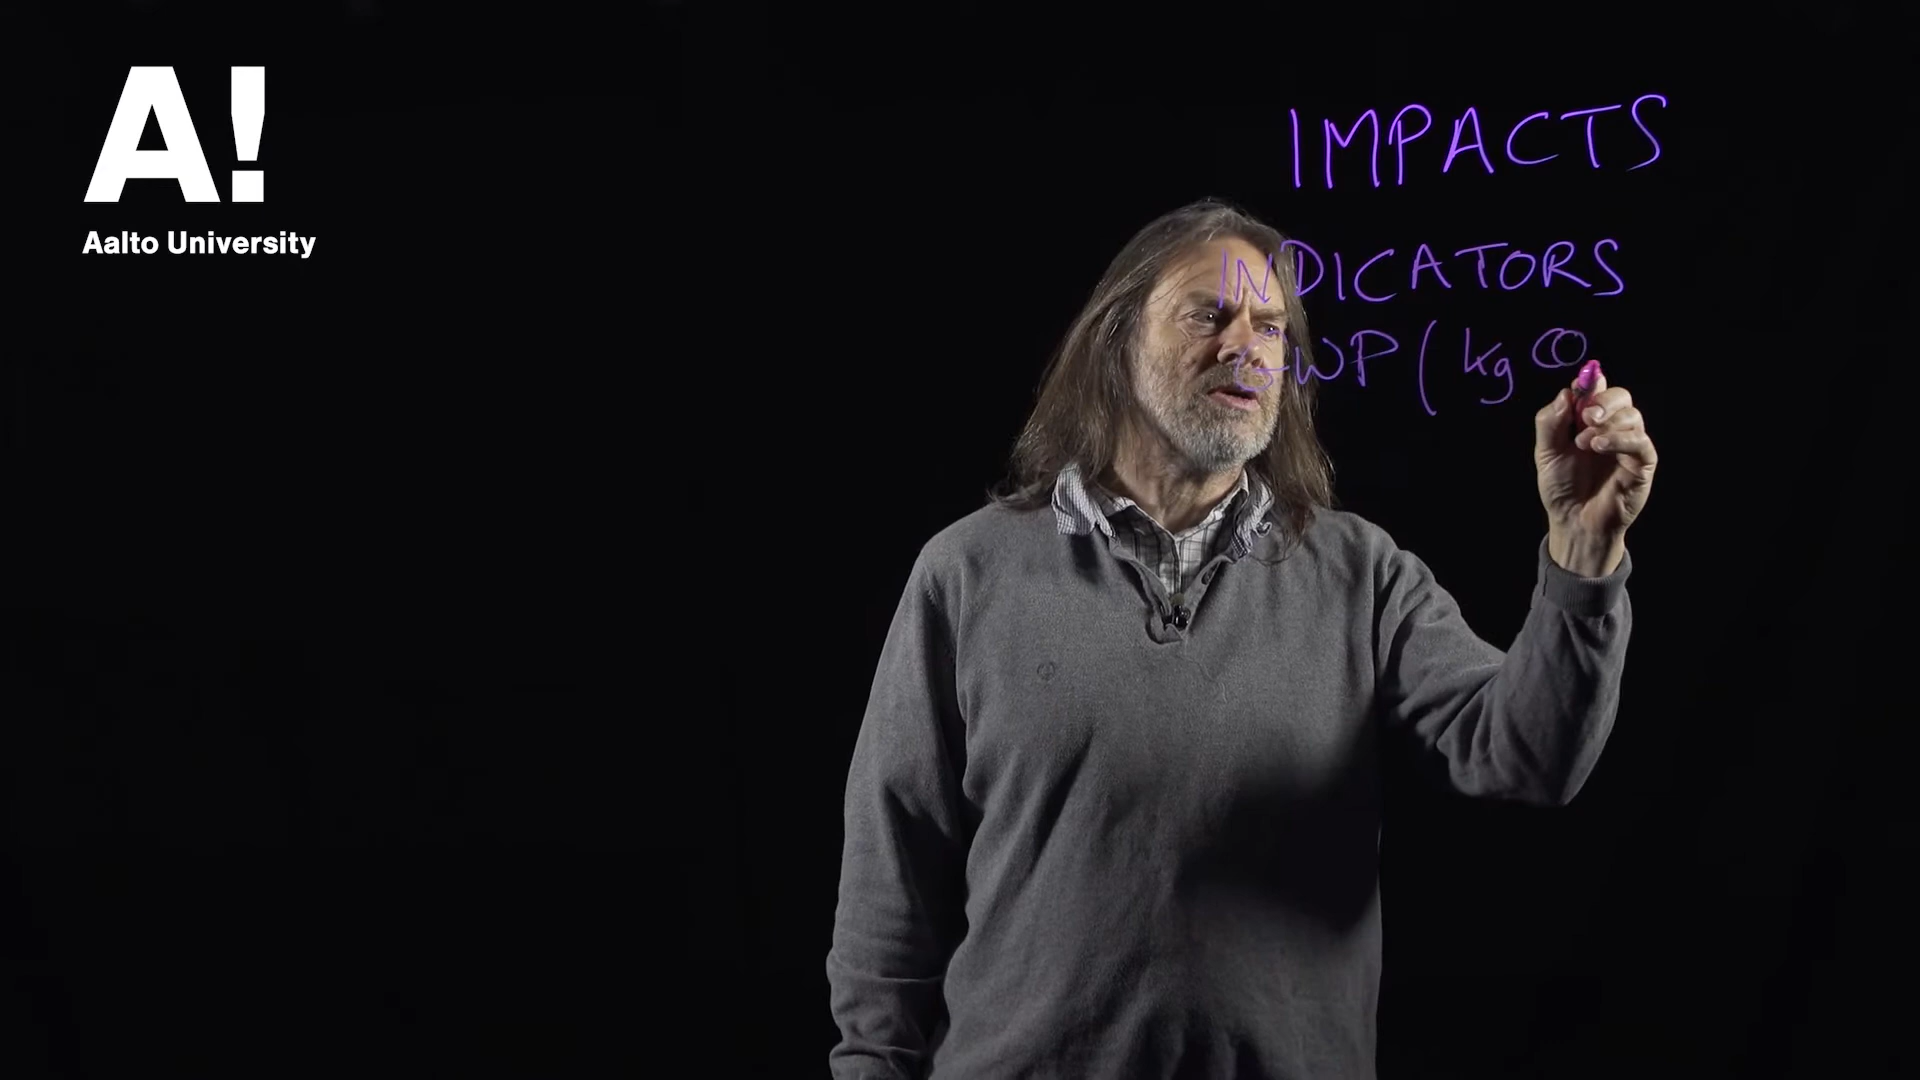 A!
Aalto University
IMPACTS
INDICATORS
GWP (kg CO